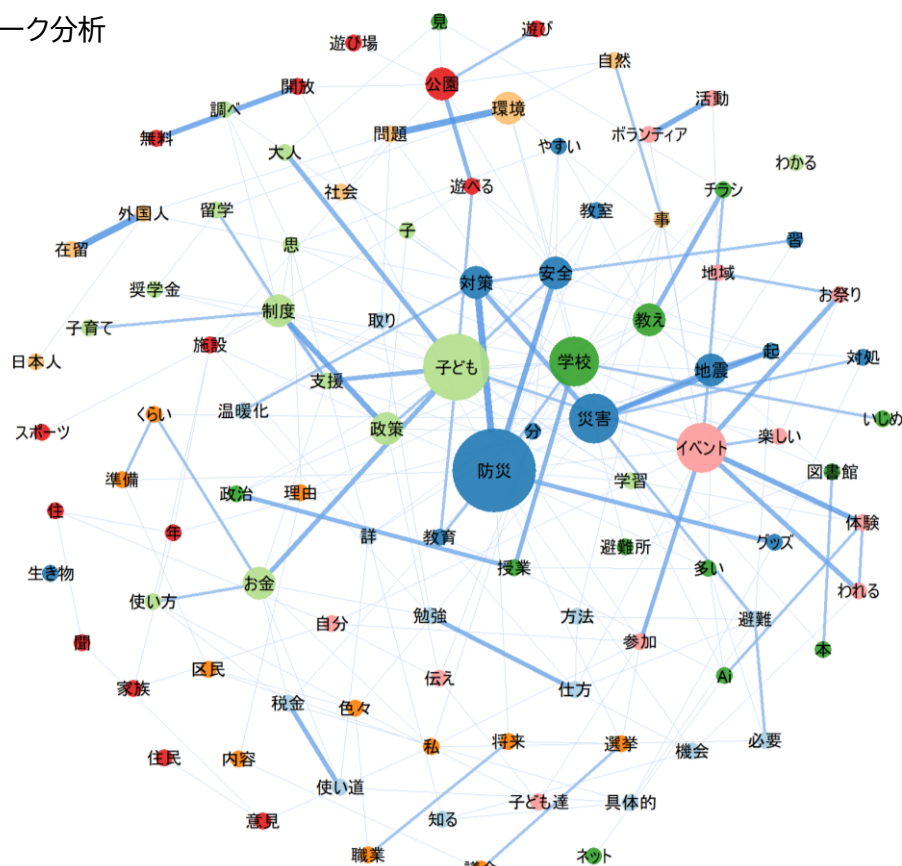 ーク分析
見
遊び
遊び場
自然
公園
開放
活動
調べ
環境
問題
ボランティア
無料
やすい
大人
わかる
遊べる
社会
チラシ
外国人
留学
教室
事
子
習
在留
思
地域
安全
対策
奨学金
お祭り
制度
取り
教え
子育て
施設
起
対処
日本人
学校
子ども
地震
支援
温暖化
くらい
災害
いじめ
スポーツ
政策
分
楽しい
イベント
防災
図書館
準備
学習
政治
理由
住
体験
年
詳
教育
グッズ
避難所
生き物
授業
多い
お金
われる
使い方
勉強
方法
避難
自分
聞
参加
本
区民
伝え
Ai
家族
仕方
税金
色々
私
将来
選挙
必要
機会
住民
内容
使い道
子ども達
具体的
意見
知る
職業
ネット